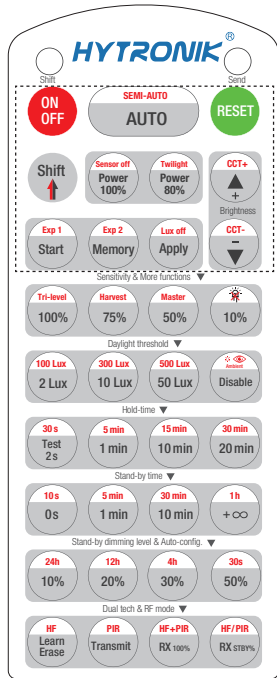 HYTRONIK®
Shift
Send
ON
OFF
SEMI-AUTO
AUTO
RESET
Shift
Sensor off
Power
100%
Twilight
Power
80%
CCT+
+
Brightness
Exp 1
Start
Exp 2
Memory
Lux off
Apply
CCT-
−
Sensitivity & More functions ▼
Tri-level
100%
Harvest
75%
Master
50%
10%
Daylight threshold ▼
100 Lux
2 Lux
300 Lux
10 Lux
500 Lux
50 Lux
Ambient
Disable
Hold-time ▼
30 s
Test
2s
5 min
1 min
15 min
10 min
30 min
20 min
Stand-by time ▼
10 s
0s
5 min
1 min
30 min
10 min
1 h
+∞
Stand-by dimming level & Auto-config. ▼
24h
10%
12h
20%
4h
30%
30s
50%
Dual tech & RF mode ▼
HF
Learn
Erase
PIR
Transmit
HF+PIR
RX 100%
HF/PIR
RX STBY%